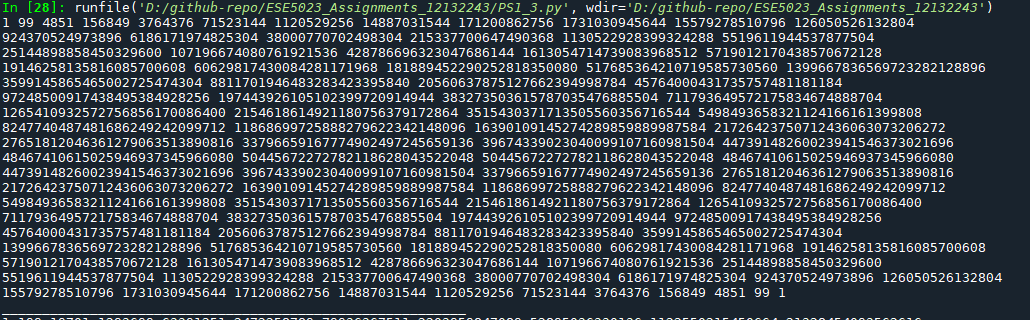 In [28]: runfile('D:/github-repo/ESE5023_Assignments_12132243/PS1_3.py', wdir='D:/github-repo/ESE5023_Assignments_12132243')
1 99 4851 156849 3764376 71523144 1120529256 14887031544 171200862756 1731030945644 15579278510796 126050526132804
924370524973896 6186171974825304 38000770702498304 215337700647490368 1130522928399324288 5519611944537877504
25144898858450329600 107196674080761921536 428786696323047686144 1613054714739083968512 5719012170438570672128
19146258135816085700608 60629817430084281171968 181889452290252818350080 517685364210719585730560 1399667836569723282128896
3599145865465002725474304 8811701946483283423395840 20560637875127662394998784 45764000431735757481181184
97248500917438495384928256 197443926105102399720914944 383273503615787035476885504 711793649572175834674888704
1265410932572756856170086400 2154618614921180756379172864 3515430371713505560356716544 5498493658321124166161399808
8247740487481686249242099712 11868699725888279622342148096 16390109145274289859889987584 21726423750712436063073206272
27651812046361279063513890816 33796659167774902497245659136 39674339023040099107160981504 44739148260023941546373021696
48467410615025946937345966080 50445672272782118628043522048 50445672272782118628043522048 48467410615025946937345966080
44739148260023941546373021696 39674339023040099107160981504 33796659167774902497245659136 27651812046361279063513890816
21726423750712436063073206272 16390109145274289859889987584 11868699725888279622342148096 8247740487481686249242099712
5498493658321124166161399808 3515430371713505560356716544 2154618614921180756379172864 1265410932572756856170086400
711793649572175834674888704 383273503615787035476885504 197443926105102399720914944 97248500917438495384928256
45764000431735757481181184 20560637875127662394998784 8811701946483283423395840 3599145865465002725474304
1399667836569723282128896 517685364210719585730560 181889452290252818350080 60629817430084281171968 19146258135816085700608
5719012170438570672128 1613054714739083968512 428786696323047686144 107196674080761921536 25144898858450329600
5519611944537877504 1130522928399324288 215337700647490368 38000770702498304 6186171974825304 924370524973896 126050526132804
15579278510796 1731030945644 171200862756 14887031544 1120529256 71523144 3764376 156849 4851 99 1